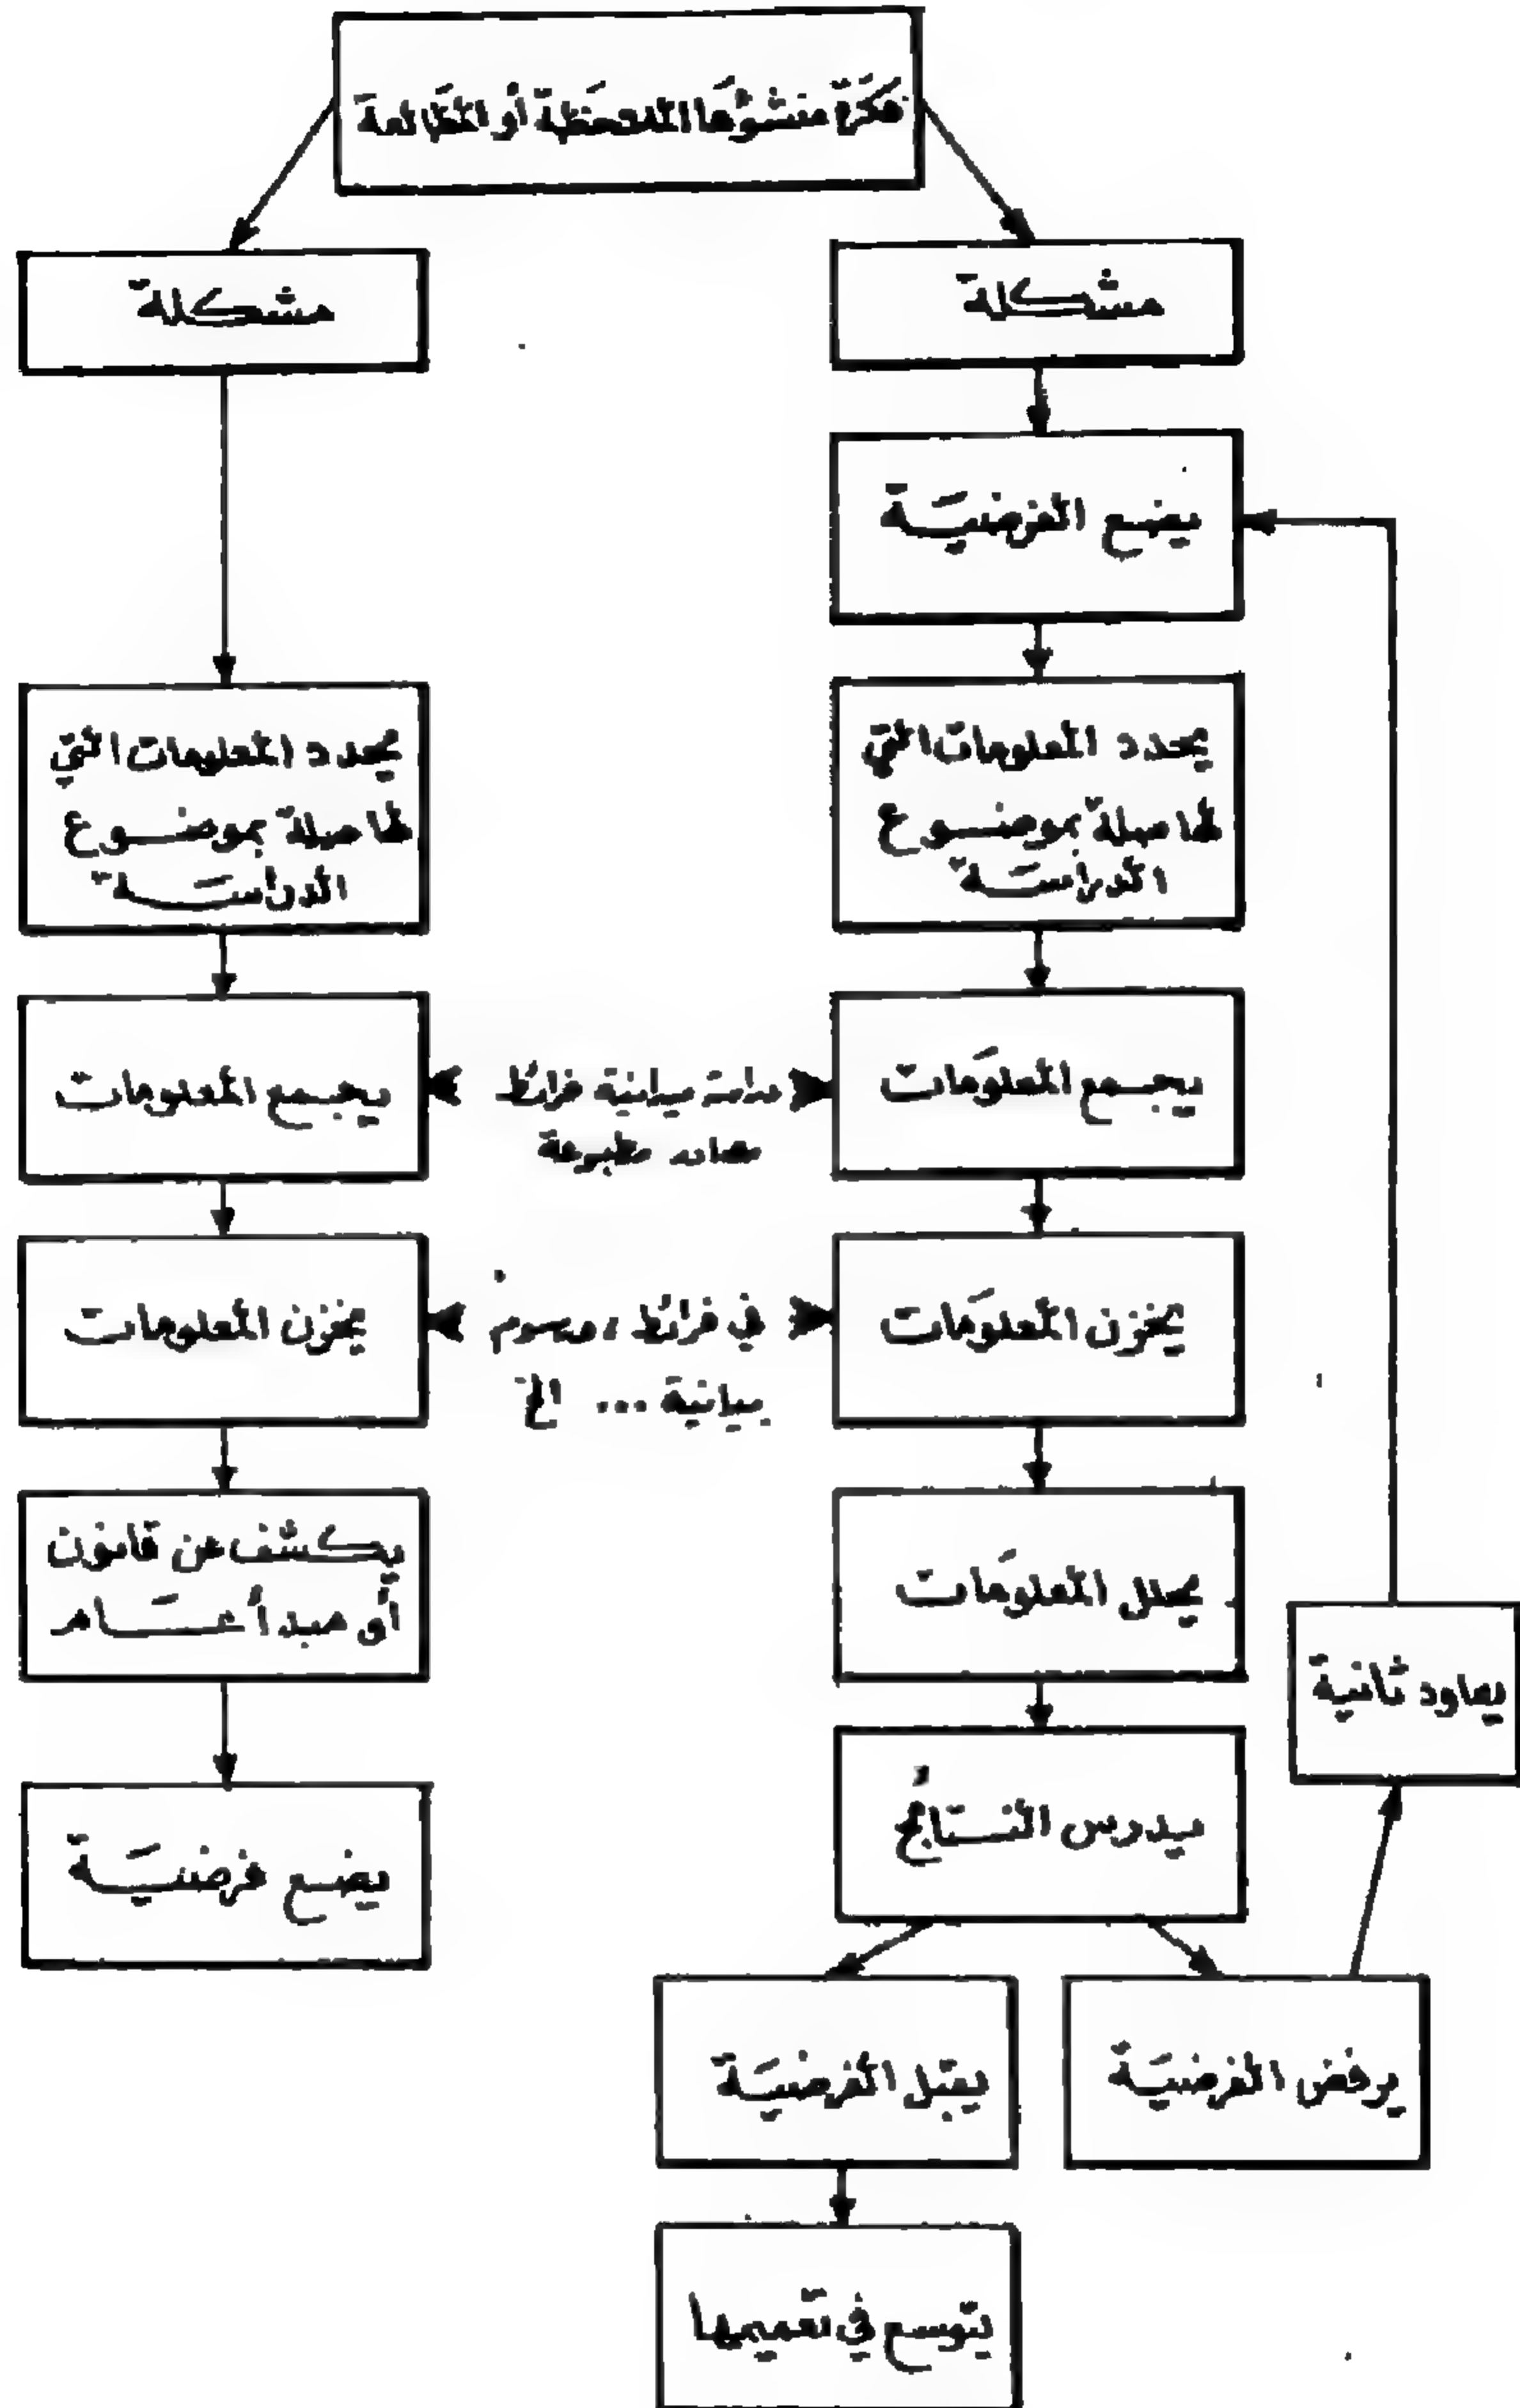 فكرة منشؤها الملاحظة أو المطالعة
مشكلة
يضع الفرضية
يحدد المعلومات التي
لها صلة بموضوع
الدراسة
يجمع المعلومات
يخزن المعلومات
يحلل المعلومات
يدرس النتائج
يرفض الفرضية
يعاود ثانية
يقبل الفرضية
يتوسع في تعميمها
دراسة ميدانية خرائط
مصادر مطبوعة
في خرائط، رسوم
بيانية ... الخ
مشكلة
يحدد المعلومات التي
لها صلة بموضوع
الدراسة
يجمع المعلومات
يخزن المعلومات
يكشف عن قانون
أو مبدأ عام
يضع فرضية